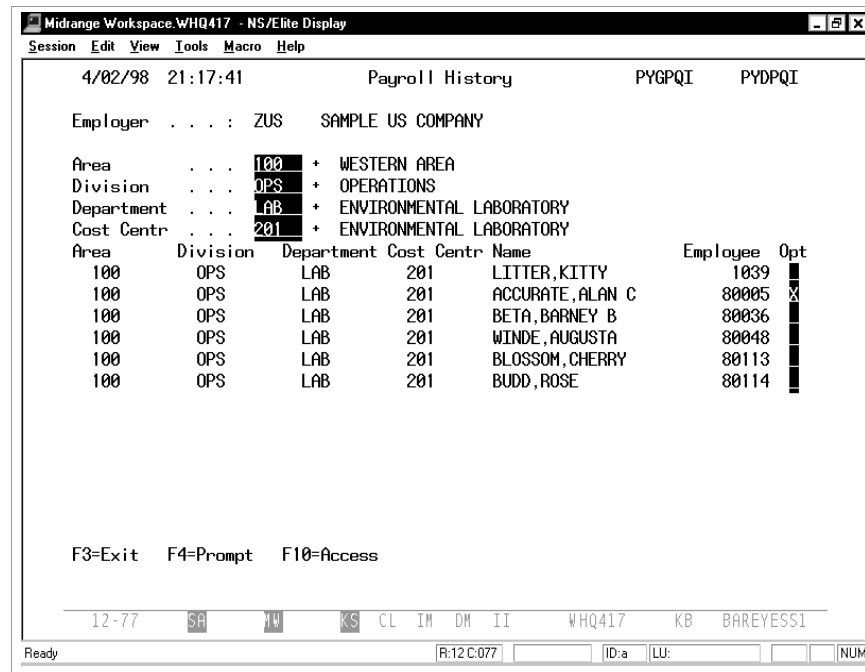 Midrange Workspace.WHQ417 - NS/Elite Display
Session Edit View Tools Macro Help
4/02/98 21:17:41 Payroll History PYGPQI PYDPQI
Employer . . . : ZUS SAMPLE US COMPANY
Area . . . 100 + WESTERN AREA
Division . . . OPS + OPERATIONS
Department . . . LAB + ENVIRONMENTAL LABORATORY
Cost Centr . . . 201 + ENVIRONMENTAL LABORATORY
Area Division Department Cost Centr Name Employee Opt
100 OPS LAB 201 LITTER,KITTY 1039
100 OPS LAB 201 ACCURATE,ALAN C 80005 X
100 OPS LAB 201 BETA,BARNEY B 80036
100 OPS LAB 201 WINDE,AUGUSTA 80048
100 OPS LAB 201 BLOSSOM,CHERRY 80113
100 OPS LAB 201 BUDD,ROSE 80114
F3=Exit F4=Prompt F10=Access
12-77 SA MW KS CL IM DM II WHQ417 KB BAREYESS1
Ready R:12 C:077 ID:a LU: NUM